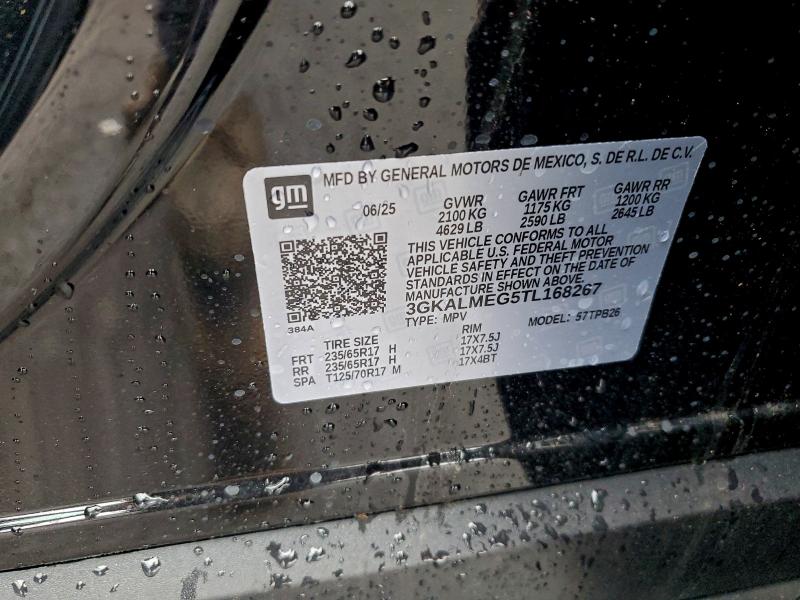 gm
MFD BY GENERAL MOTORS DE MEXICO, S. DE R.L. DE C.V.
06/25
GVWR GAWR FRT GAWR RR
2100 KG 1175 KG 1200 KG
4629 LB 2590 LB 2645 LB
THIS VEHICLE CONFORMS TO ALL
APPLICABLE U.S. FEDERAL MOTOR
VEHICLE SAFETY AND THEFT PREVENTION
STANDARDS IN EFFECT ON THE DATE OF
MANUFACTURE SHOWN ABOVE
3GKALMEG5TL168267
TYPE: MPV MODEL: 57TPB26
384A
TIRE SIZE RIM
FRT 235/65R17 H 17X7.5J
RR 235/65R17 H 17X7.5J
SPA T125/70R17 M 17X4BT